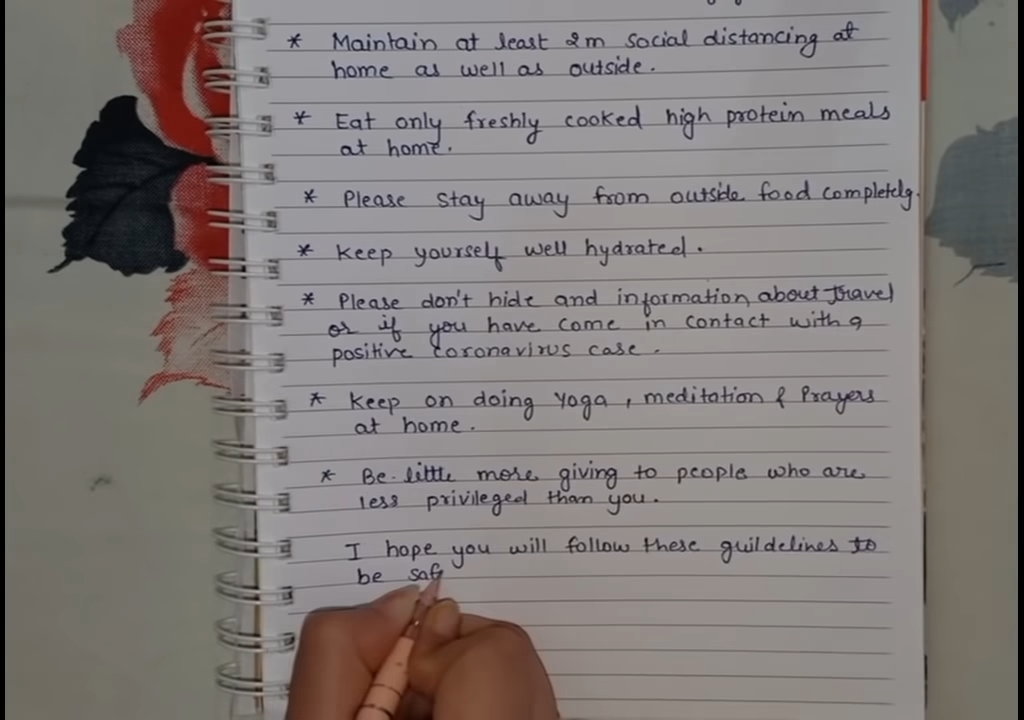 * Maintain at least 2m social distancing at
home as well as outside.
* Eat only freshly cooked high protein meals
at home.
* Please stay away from outside food completely.
* Keep yourself well hydrated.
* Please don't hide and information about travel
or if you have come in contact with a
positive coronavirus case.
* Keep on doing Yoga, meditation & Prayers
at home.
* Be little more giving to people who are
less privileged than you.
I hope you will follow these guildelines to
be saf